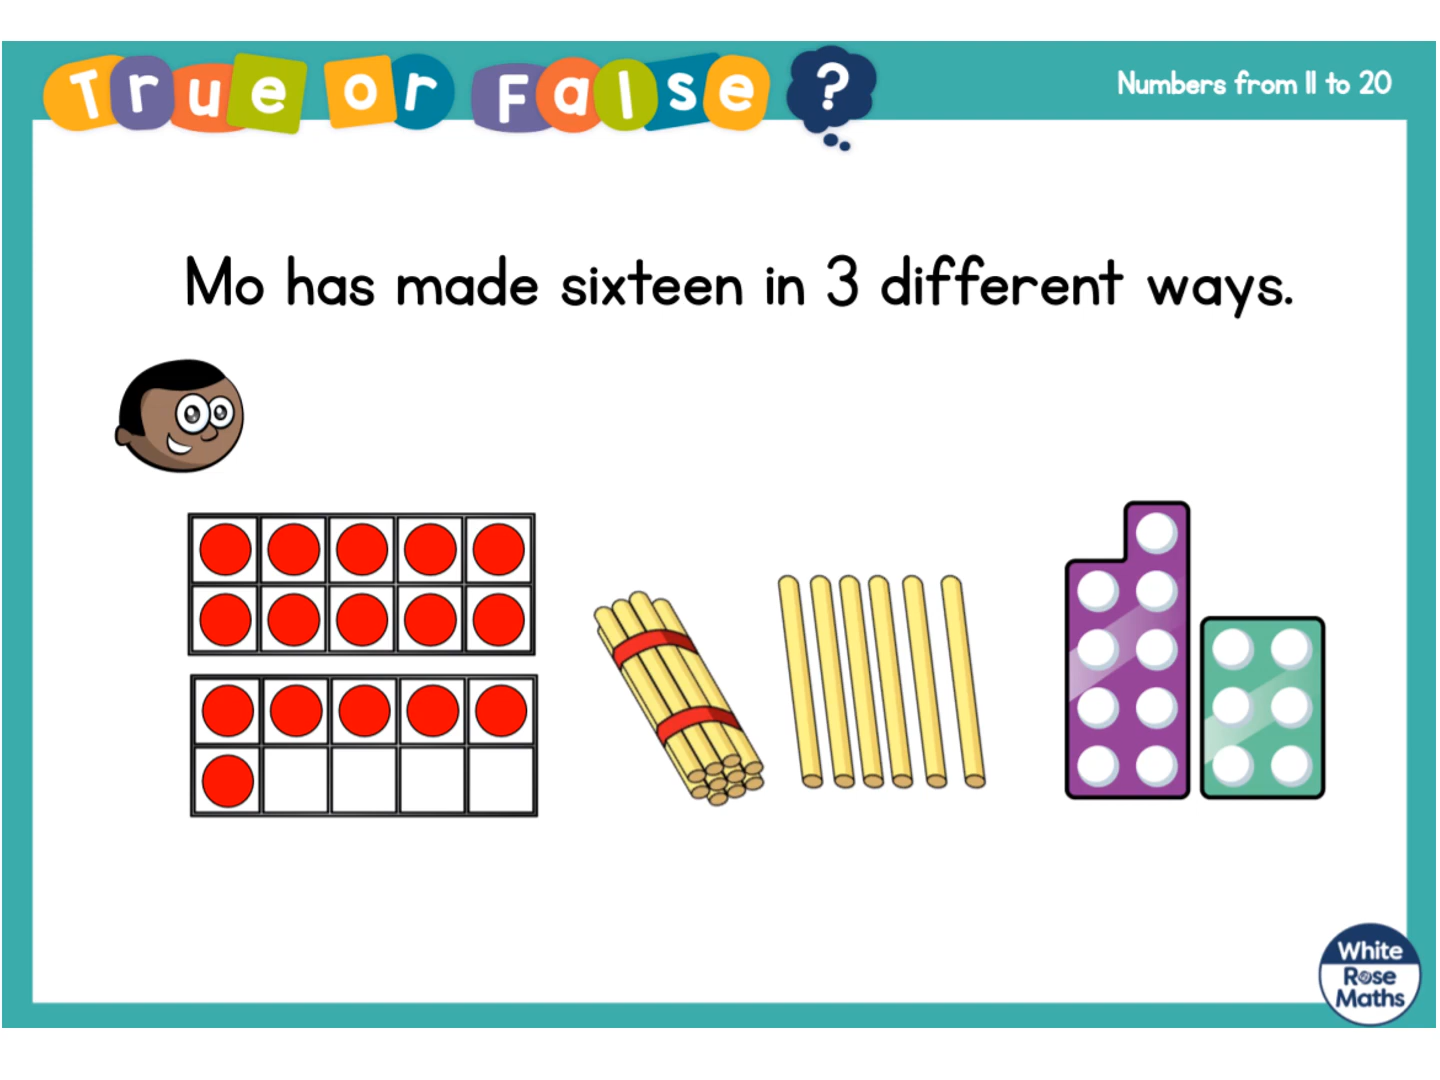 True or False ?
Numbers from 11 to 20
Mo has made sixteen in 3 different ways.
White
Rose
Maths